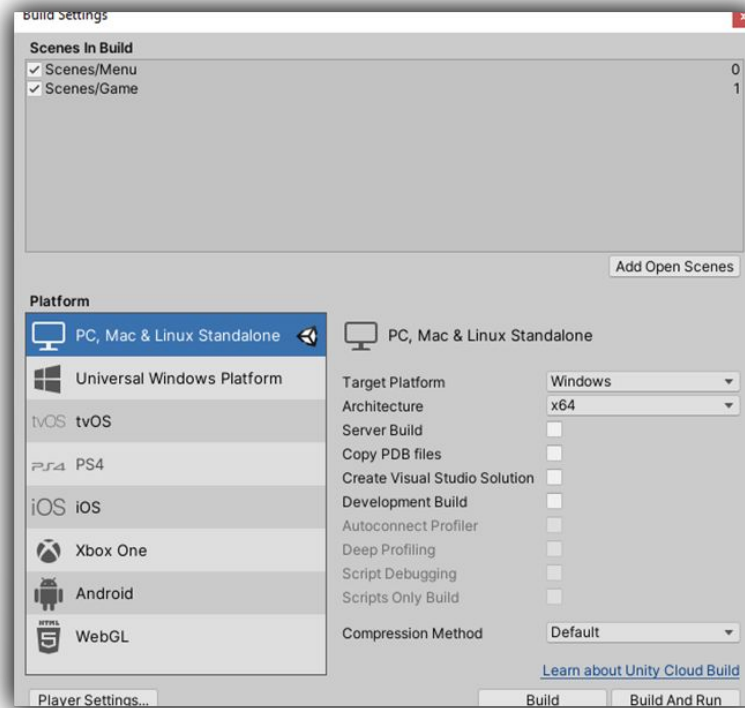 Build Settings
Scenes In Build
Scenes/Menu 0
Scenes/Game 1
Add Open Scenes
Platform
PC, Mac & Linux Standalone
Universal Windows Platform
tvOS tvOS
PS4 PS4
iOS iOS
Xbox One
Android
HTML 5 WebGL
PC, Mac & Linux Standalone
Target Platform Windows
Architecture x64
Server Build
Copy PDB files
Create Visual Studio Solution
Development Build
Autoconnect Profiler
Deep Profiling
Script Debugging
Scripts Only Build
Compression Method Default
Learn about Unity Cloud Build
Player Settings... Build Build And Run